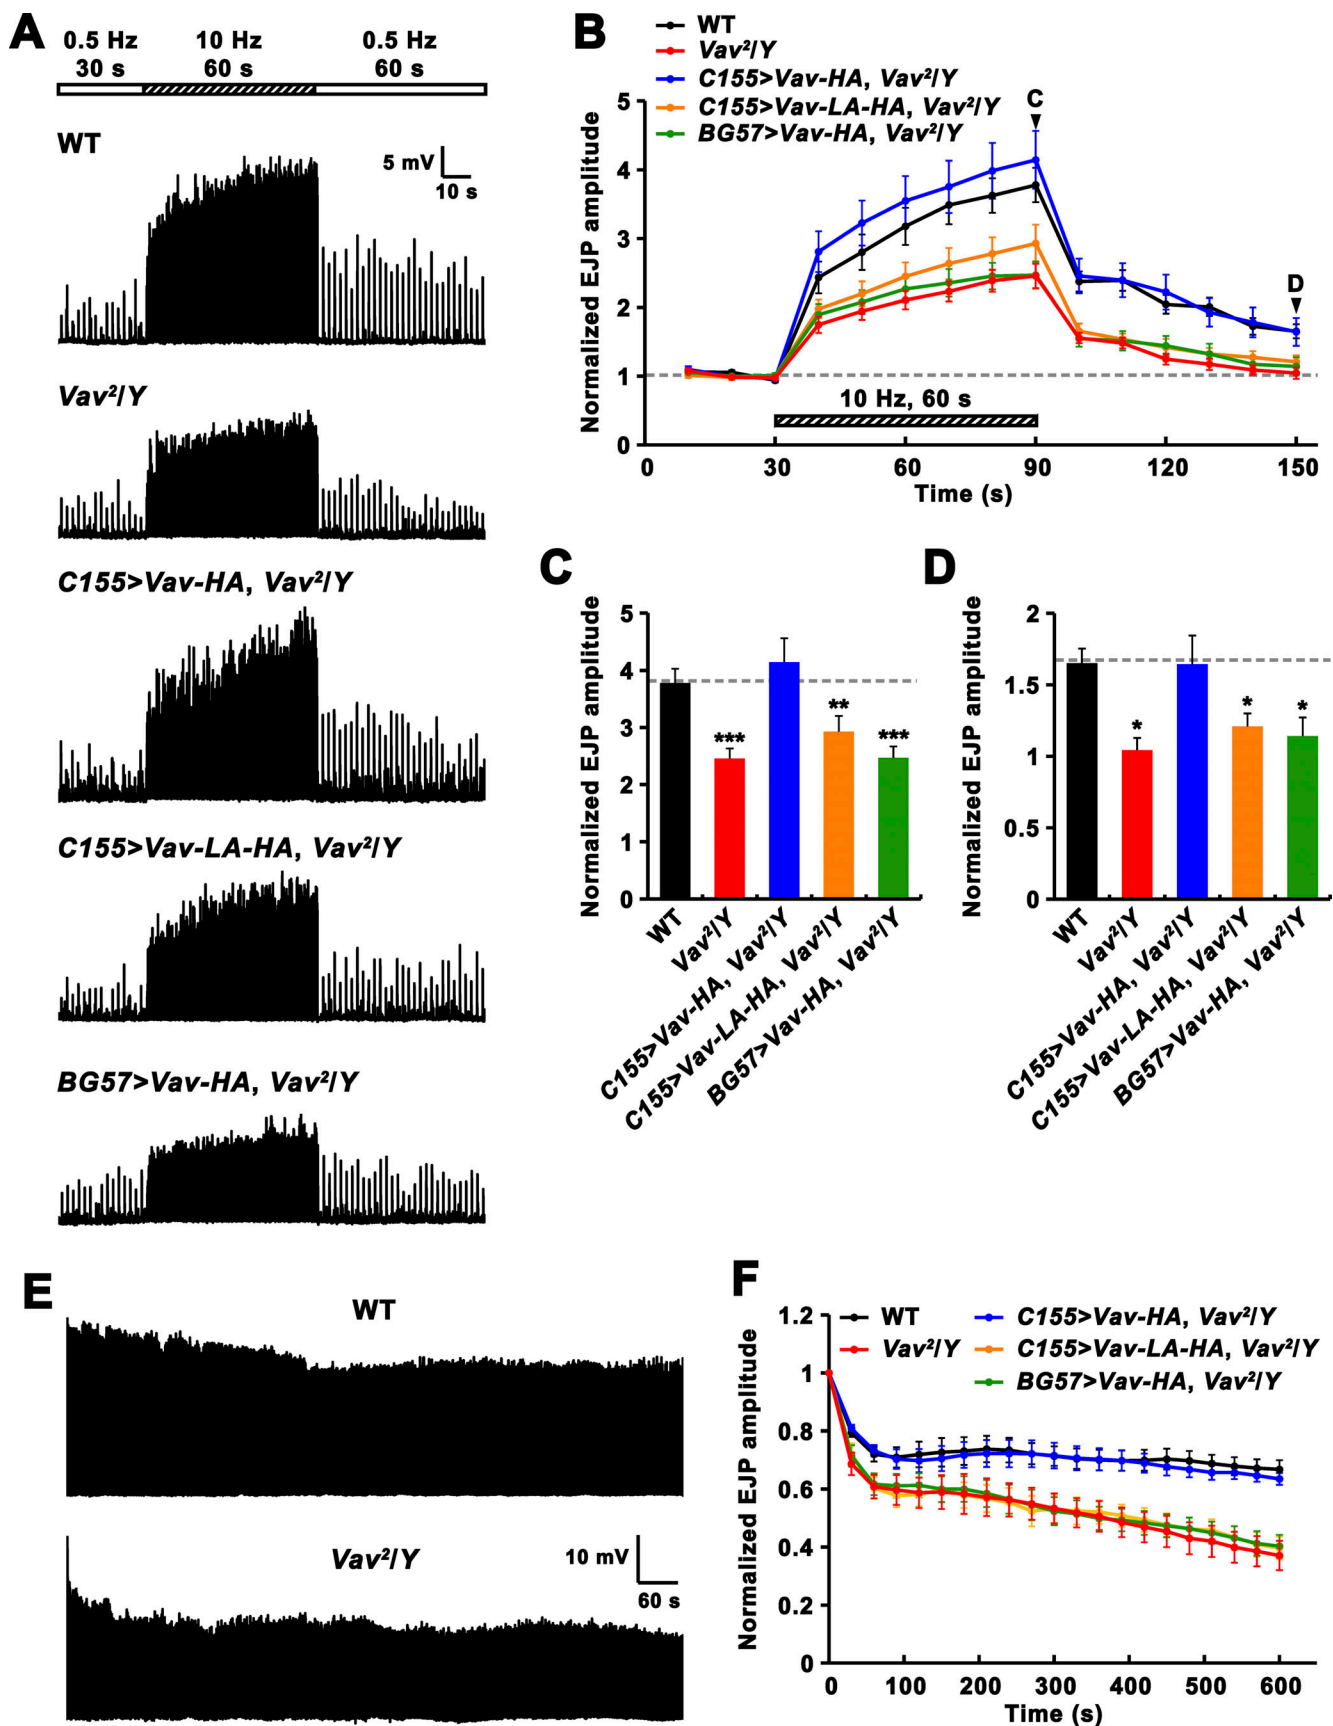 A
0.5 Hz 10 Hz 0.5 Hz
30 s 60 s 60 s
WT
5 mV
10 s
Vav²/Y
C155>Vav-HA, Vav²/Y
C155>Vav-LA-HA, Vav²/Y
BG57>Vav-HA, Vav²/Y
B
WT
Vav²/Y
C155>Vav-HA, Vav²/Y
C155>Vav-LA-HA, Vav²/Y
BG57>Vav-HA, Vav²/Y
Normalized EJP amplitude
5
4
3
2
1
0
C
D
10 Hz, 60 s
0 30 60 90 120 150
Time (s)
C
Normalized EJP amplitude
5
4
3
2
1
0
***
**
***
WT
Vav²/Y
C155>Vav-HA, Vav²/Y
C155>Vav-LA-HA, Vav²/Y
BG57>Vav-HA, Vav²/Y
D
Normalized EJP amplitude
2
1.5
1
0.5
0
*
*
*
WT
Vav²/Y
C155>Vav-HA, Vav²/Y
C155>Vav-LA-HA, Vav²/Y
BG57>Vav-HA, Vav²/Y
E
WT
Vav²/Y
10 mV
60 s
F
WT
Vav²/Y
C155>Vav-HA, Vav²/Y
C155>Vav-LA-HA, Vav²/Y
BG57>Vav-HA, Vav²/Y
Normalized EJP amplitude
1.2
1
0.8
0.6
0.4
0.2
0
0 100 200 300 400 500 600
Time (s)